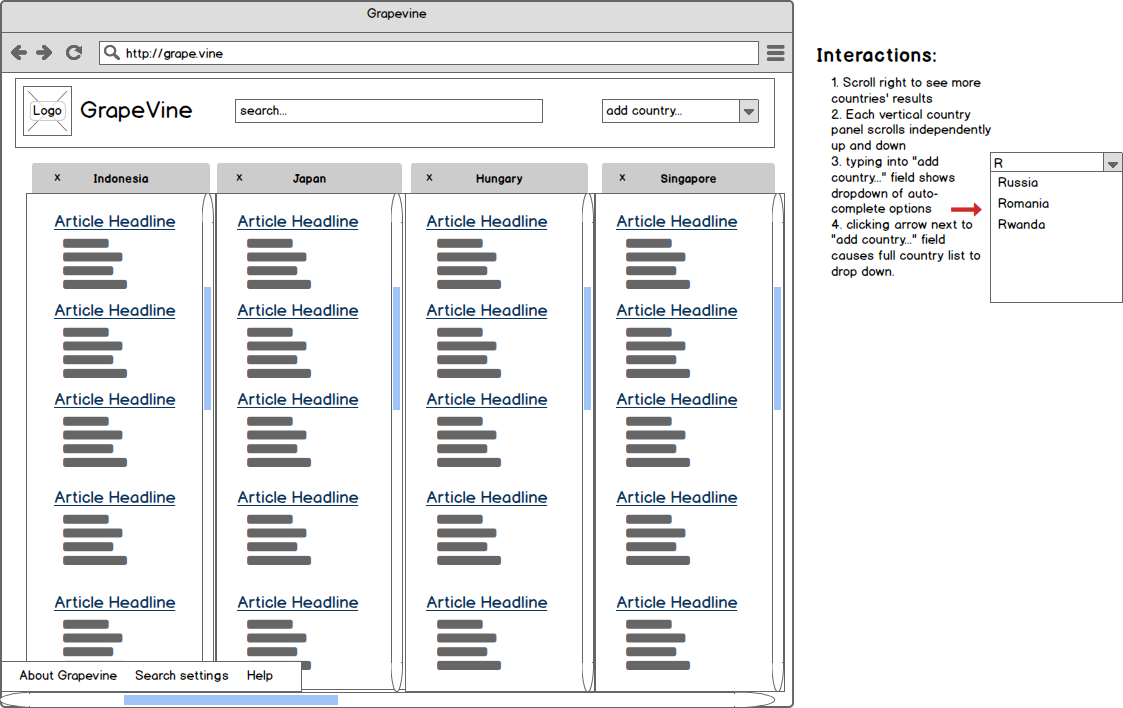 Grapevine
http://grape.vine
Logo
GrapeVine
search...
add country...
x Indonesia
x Japan
x Hungary
x Singapore
Article Headline Article Headline Article Headline Article Headline
Article Headline Article Headline Article Headline Article Headline
Article Headline Article Headline Article Headline Article Headline
Article Headline Article Headline Article Headline Article Headline
Article Headline Article Headline Article Headline Article Headline
About Grapevine Search settings Help
Interactions:
1. Scroll right to see more
countries' results
2. Each vertical country
panel scrolls independently
up and down
3. typing into "add
country..." field shows
dropdown of auto-
complete options
4. clicking arrow next to
"add country..." field
causes full country list to
drop down.
R
Russia
Romania
Rwanda